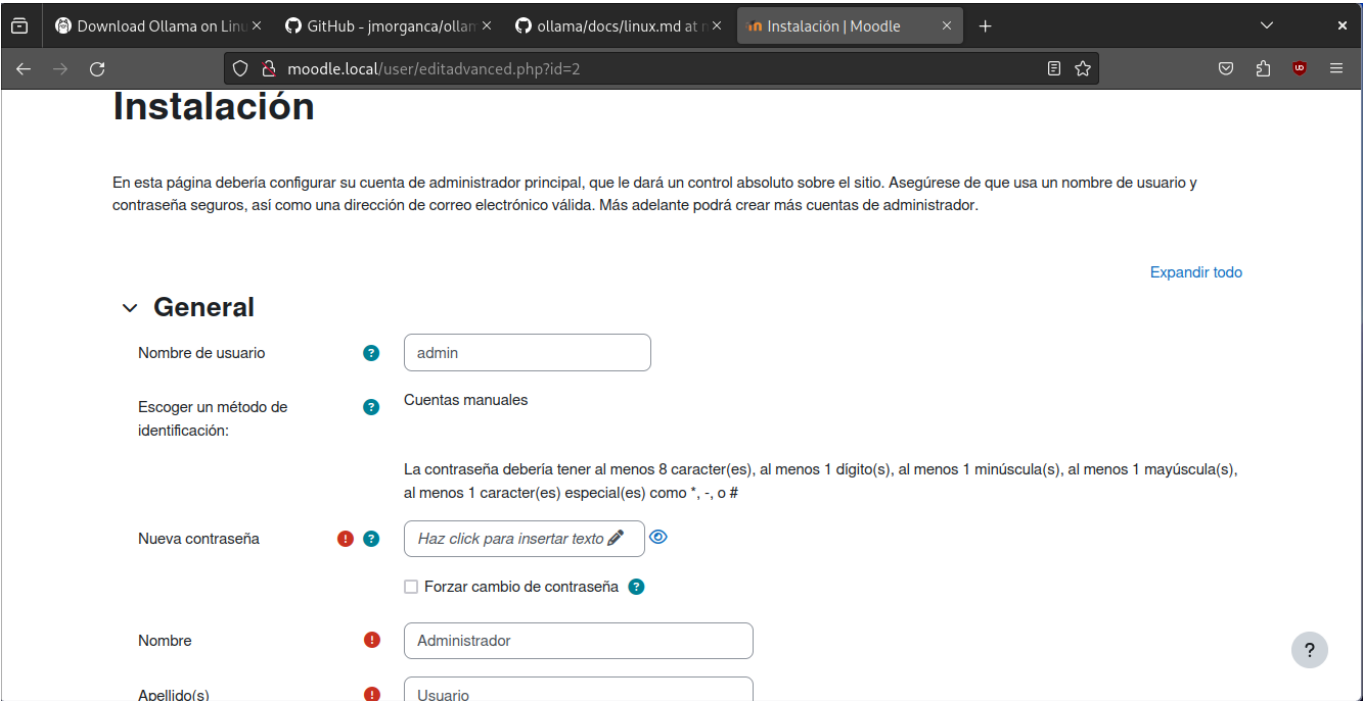 Download Ollama on Linu
GitHub - jmorganca/ollam
ollama/docs/linux.md at
Instalación | Moodle
moodle.local/user/editadvanced.php?id=2
Instalación
En esta página debería configurar su cuenta de administrador principal, que le dará un control absoluto sobre el sitio. Asegúrese de que usa un nombre de usuario y
contraseña seguros, así como una dirección de correo electrónico válida. Más adelante podrá crear más cuentas de administrador.
Expandir todo
General
Nombre de usuario
admin
Escoger un método de
identificación:
Cuentas manuales
La contraseña debería tener al menos 8 caracter(es), al menos 1 dígito(s), al menos 1 minúscula(s), al menos 1 mayúscula(s),
al menos 1 caracter(es) especial(es) como *, -, o #
Nueva contraseña
Haz click para insertar texto
Forzar cambio de contraseña
Nombre
Administrador
Apellido(s)
Usuario